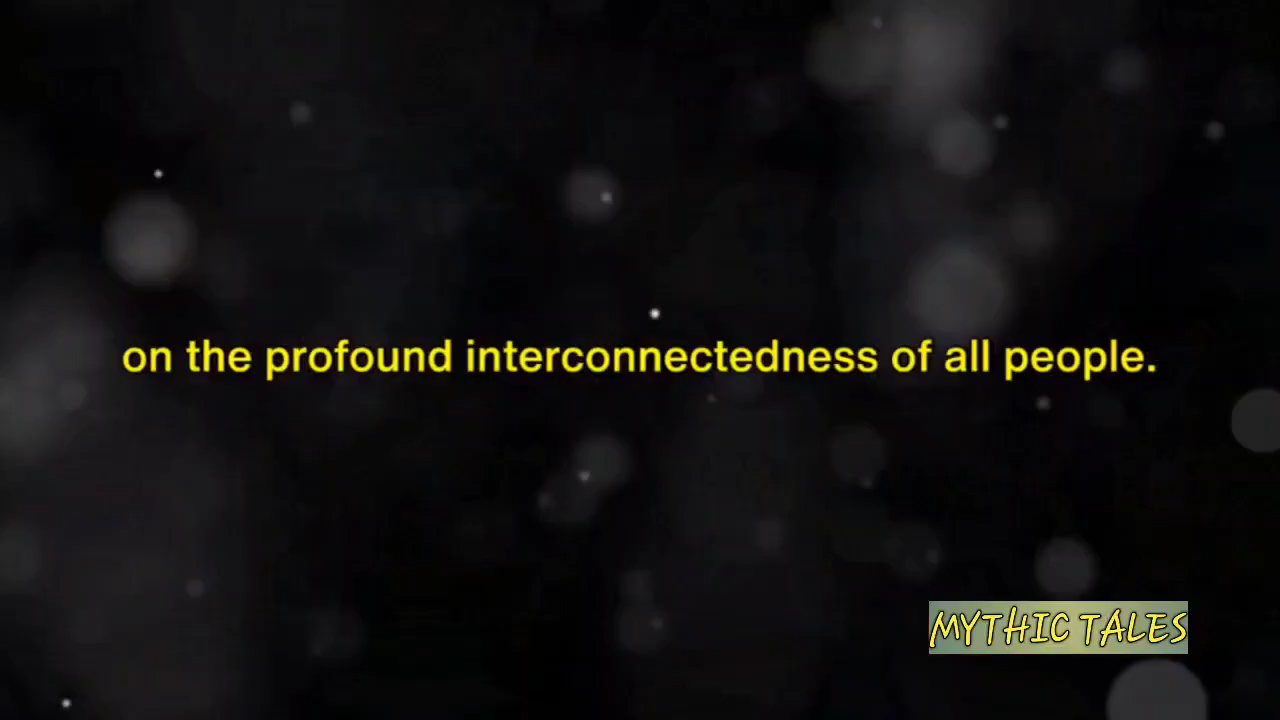 on the profound interconnectedness of all people.
MYTHIC TALES